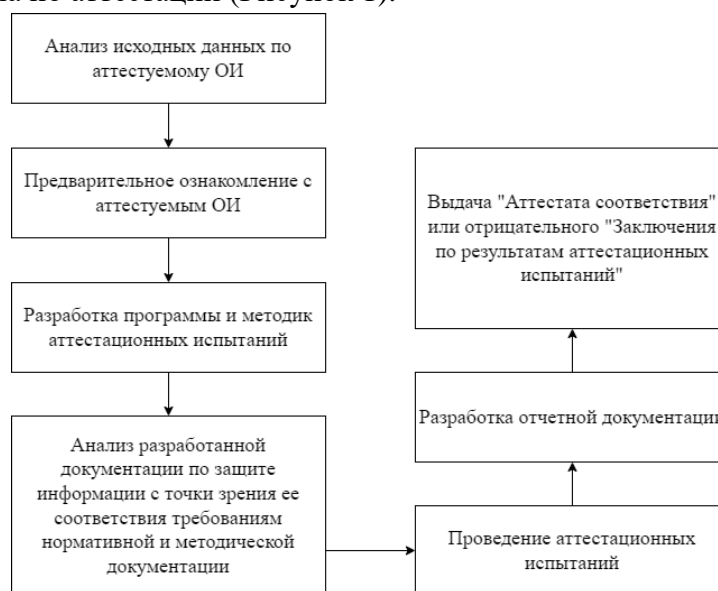 по аттестации (Рисунок 1).
Анализ исходных данных по
аттестуемому ОИ
Предварительное ознакомление с
аттестуемым ОИ
Разработка программы и методик
аттестационных испытаний
Анализ разработанной
документации по защите
информации с точки зрения ее
соответствия требованиям
нормативной и методической
документации
Проведение аттестационных
испытаний
Разработка отчетной документации
Выдача "Аттестата соответствия"
или отрицательного "Заключения
по результатам аттестационных
испытаний"